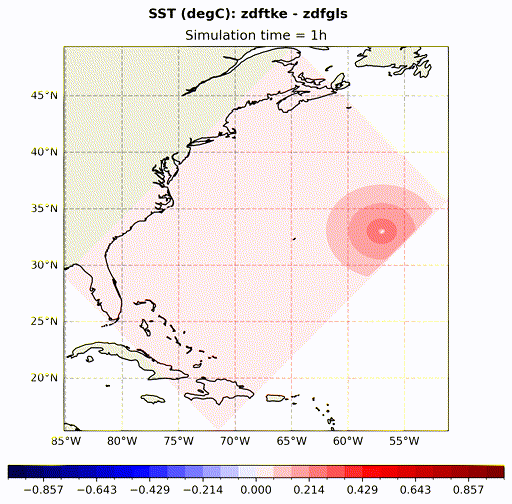 SST (degC): zdftke - zdfgls
Simulation time = 1h
45°N
40°N
35°N
30°N
25°N
20°N
85°W 80°W 75°W 70°W 65°W 60°W 55°W
−0.857 −0.643 −0.429 −0.214 0.000 0.214 0.429 0.643 0.857